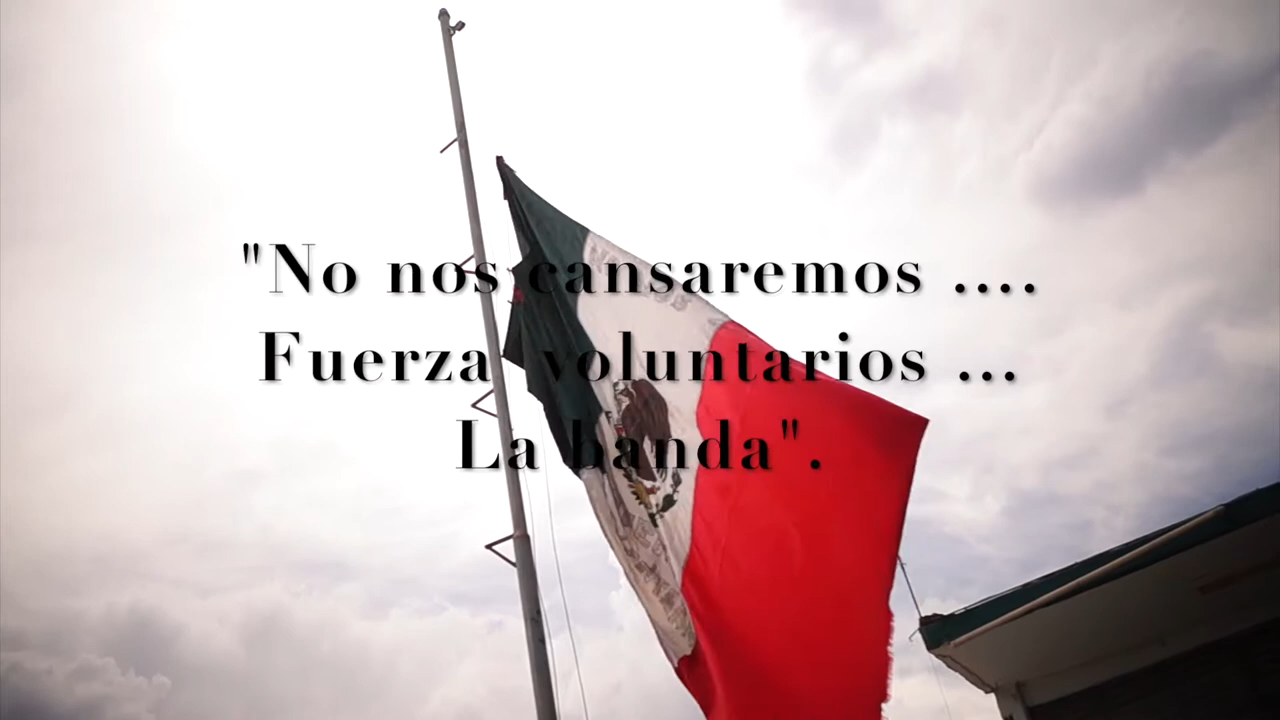 "No nos cansaremos ....
Fuerza voluntarios ...
La banda".